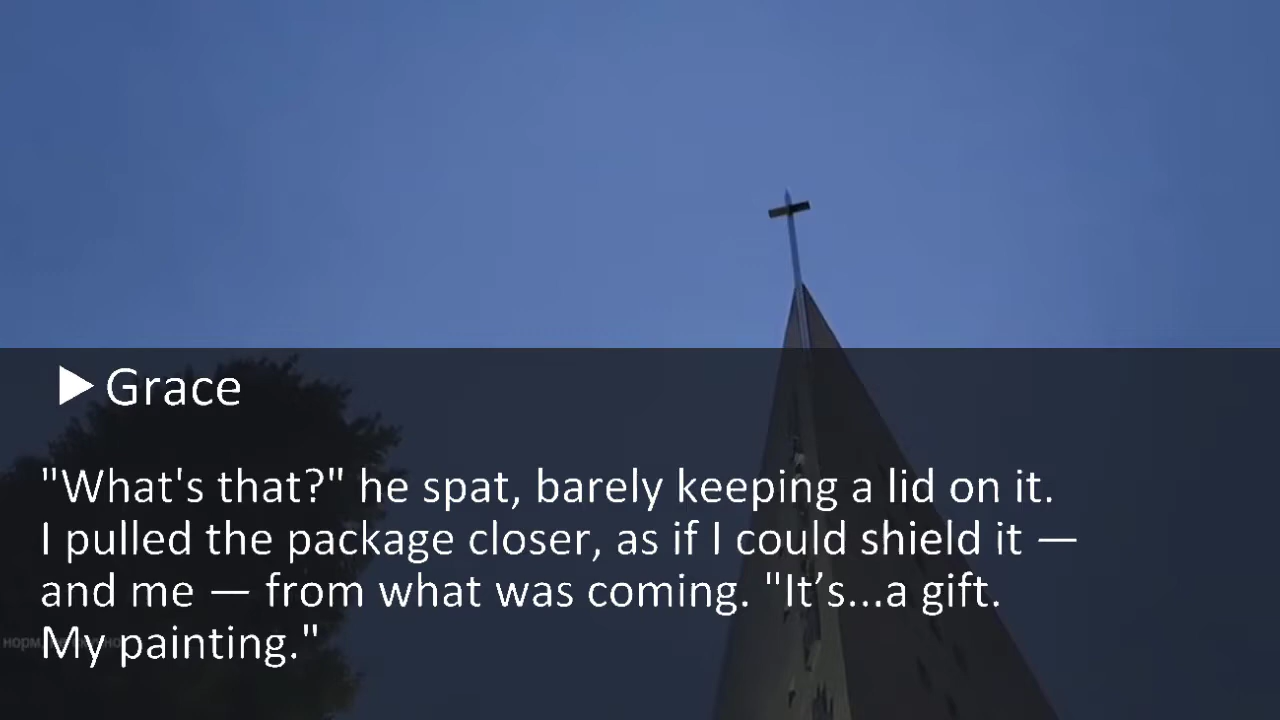 ▶ Grace
"What's that?" he spat, barely keeping a lid on it.
I pulled the package closer, as if I could shield it —
and me — from what was coming. "It’s...a gift.
My painting."